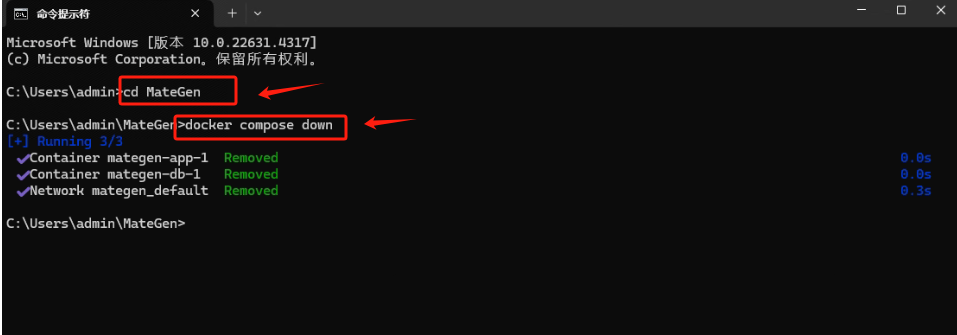 命令提示符
Microsoft Windows [版本 10.0.22631.4317]
(c) Microsoft Corporation。保留所有权利。
C:\Users\admin>cd MateGen
C:\Users\admin\MateGen>docker compose down
[+] Running 3/3
Container mategen-app-1 Removed 0.0s
Container mategen-db-1 Removed 0.0s
Network mategen_default Removed 0.3s
C:\Users\admin\MateGen>